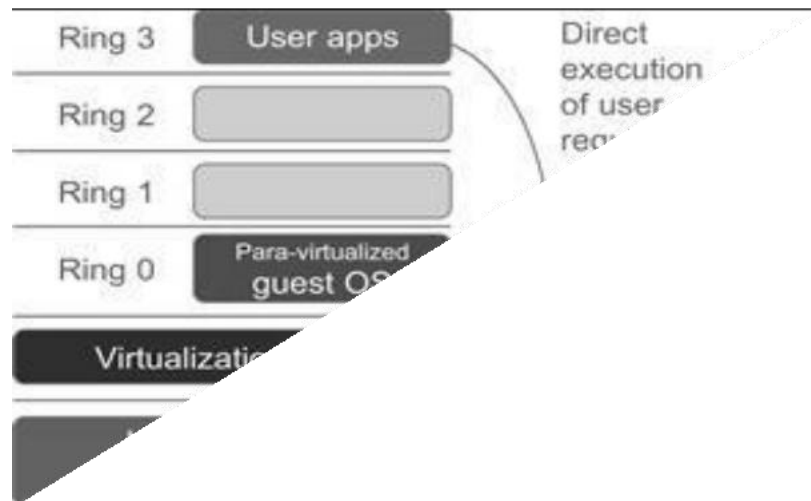 Ring 3
User apps
Direct
execution
of user
Ring 2
Ring 1
Ring 0
Para-virtualized
guest OS